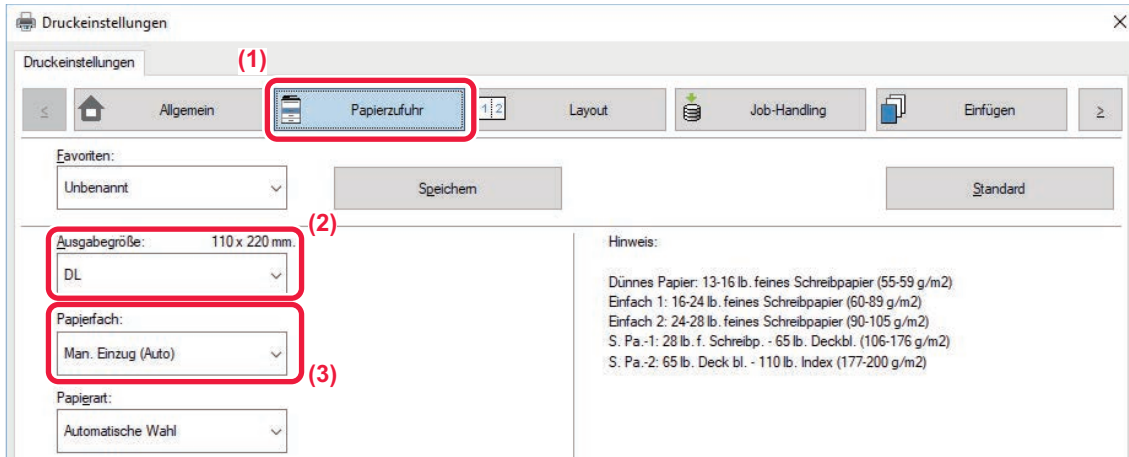 Druckeinstellungen
Druckeinstellungen
(1)
≤ Allgemein Papierzufuhr 1 2 Layout Job-Handling Einfügen ≥
Favoriten:
Unbenannt Speichern Standard
(2)
Ausgabegröße: 110 x 220 mm.
DL
Papierfach:
Man. Einzug (Auto)
(3)
Papierart:
Automatische Wahl
Hinweis:
Dünnes Papier: 13-16 lb. feines Schreibpapier (55-59 g/m2)
Einfach 1: 16-24 lb. feines Schreibpapier (60-89 g/m2)
Einfach 2: 24-28 lb. feines Schreibpapier (90-105 g/m2)
S. Pa.-1: 28 lb. f. Schreibp. - 65 lb. Deckbl. (106-176 g/m2)
S. Pa.-2: 65 lb. Deck bl. - 110 lb. Index (177-200 g/m2)